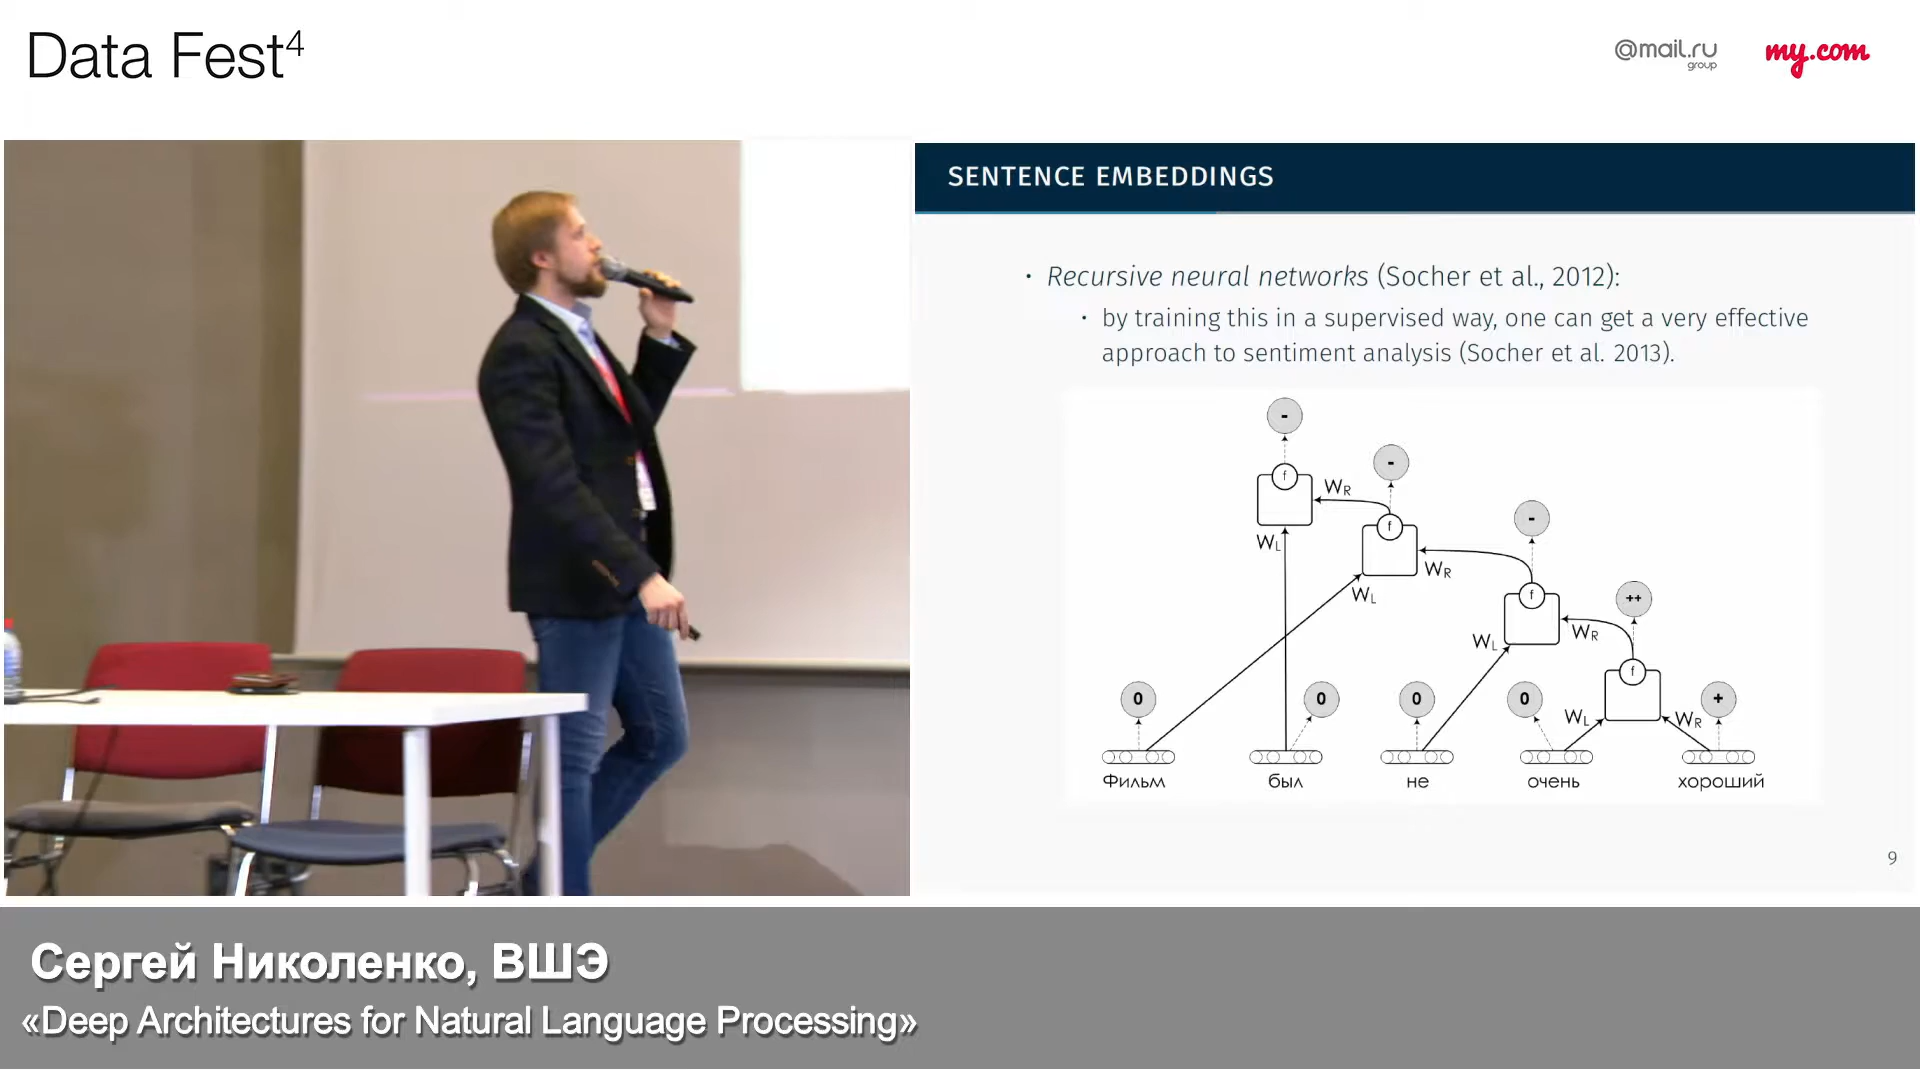 Data Fest⁴
@mail.ru
group
my.com
SENTENCE EMBEDDINGS
· Recursive neural networks (Socher et al., 2012):
· by training this in a supervised way, one can get a very effective
approach to sentiment analysis (Socher et al. 2013).
-
-
f
W_R
-
f
W_L
W_R
++
f
W_L
W_R
W_L
f
0
0
0
0
+
W_L
W_R
Фильм
был
не
очень
хороший
9
Сергей Николенко, ВШЭ
«Deep Architectures for Natural Language Processing»